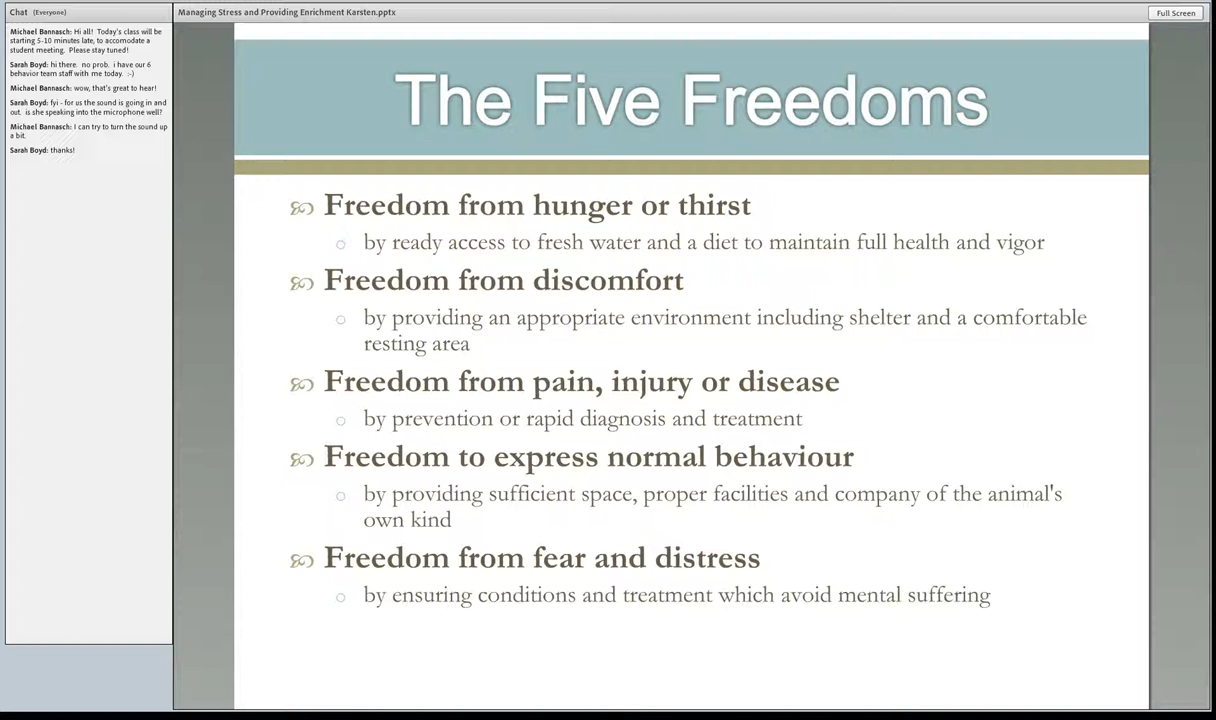 Chat (Everyone)
Michael Bannasch: Hi all! Today's class will be
starting 5-10 minutes late, to accomodate a
student meeting. Please stay tuned!
Sarah Boyd: hi there. no prob. i have our 6
behavior team staff with me today. :-)
Michael Bannasch: wow, that's great to hear!
Sarah Boyd: fyi - for us the sound is going in and
out. is she speaking into the microphone well?
Michael Bannasch: I can try to turn the sound up
a bit.
Sarah Boyd: thanks!
Managing Stress and Providing Enrichment Karsten.pptx
Full Screen
The Five Freedoms
Freedom from hunger or thirst
by ready access to fresh water and a diet to maintain full health and vigor
Freedom from discomfort
by providing an appropriate environment including shelter and a comfortable
resting area
Freedom from pain, injury or disease
by prevention or rapid diagnosis and treatment
Freedom to express normal behaviour
by providing sufficient space, proper facilities and company of the animal's
own kind
Freedom from fear and distress
by ensuring conditions and treatment which avoid mental suffering